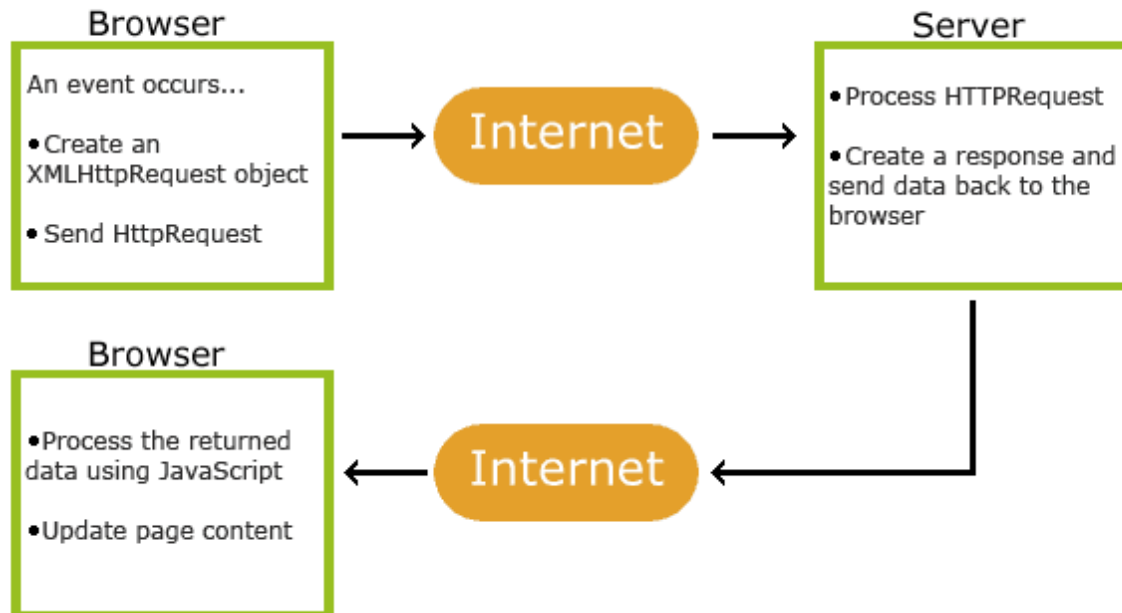 Browser
An event occurs...
•Create an
XMLHttpRequest object
• Send HttpRequest
Internet
Server
•Process HTTPRequest
•Create a response and
send data back to the
browser
Browser
•Process the returned
data using JavaScript
•Update page content
Internet